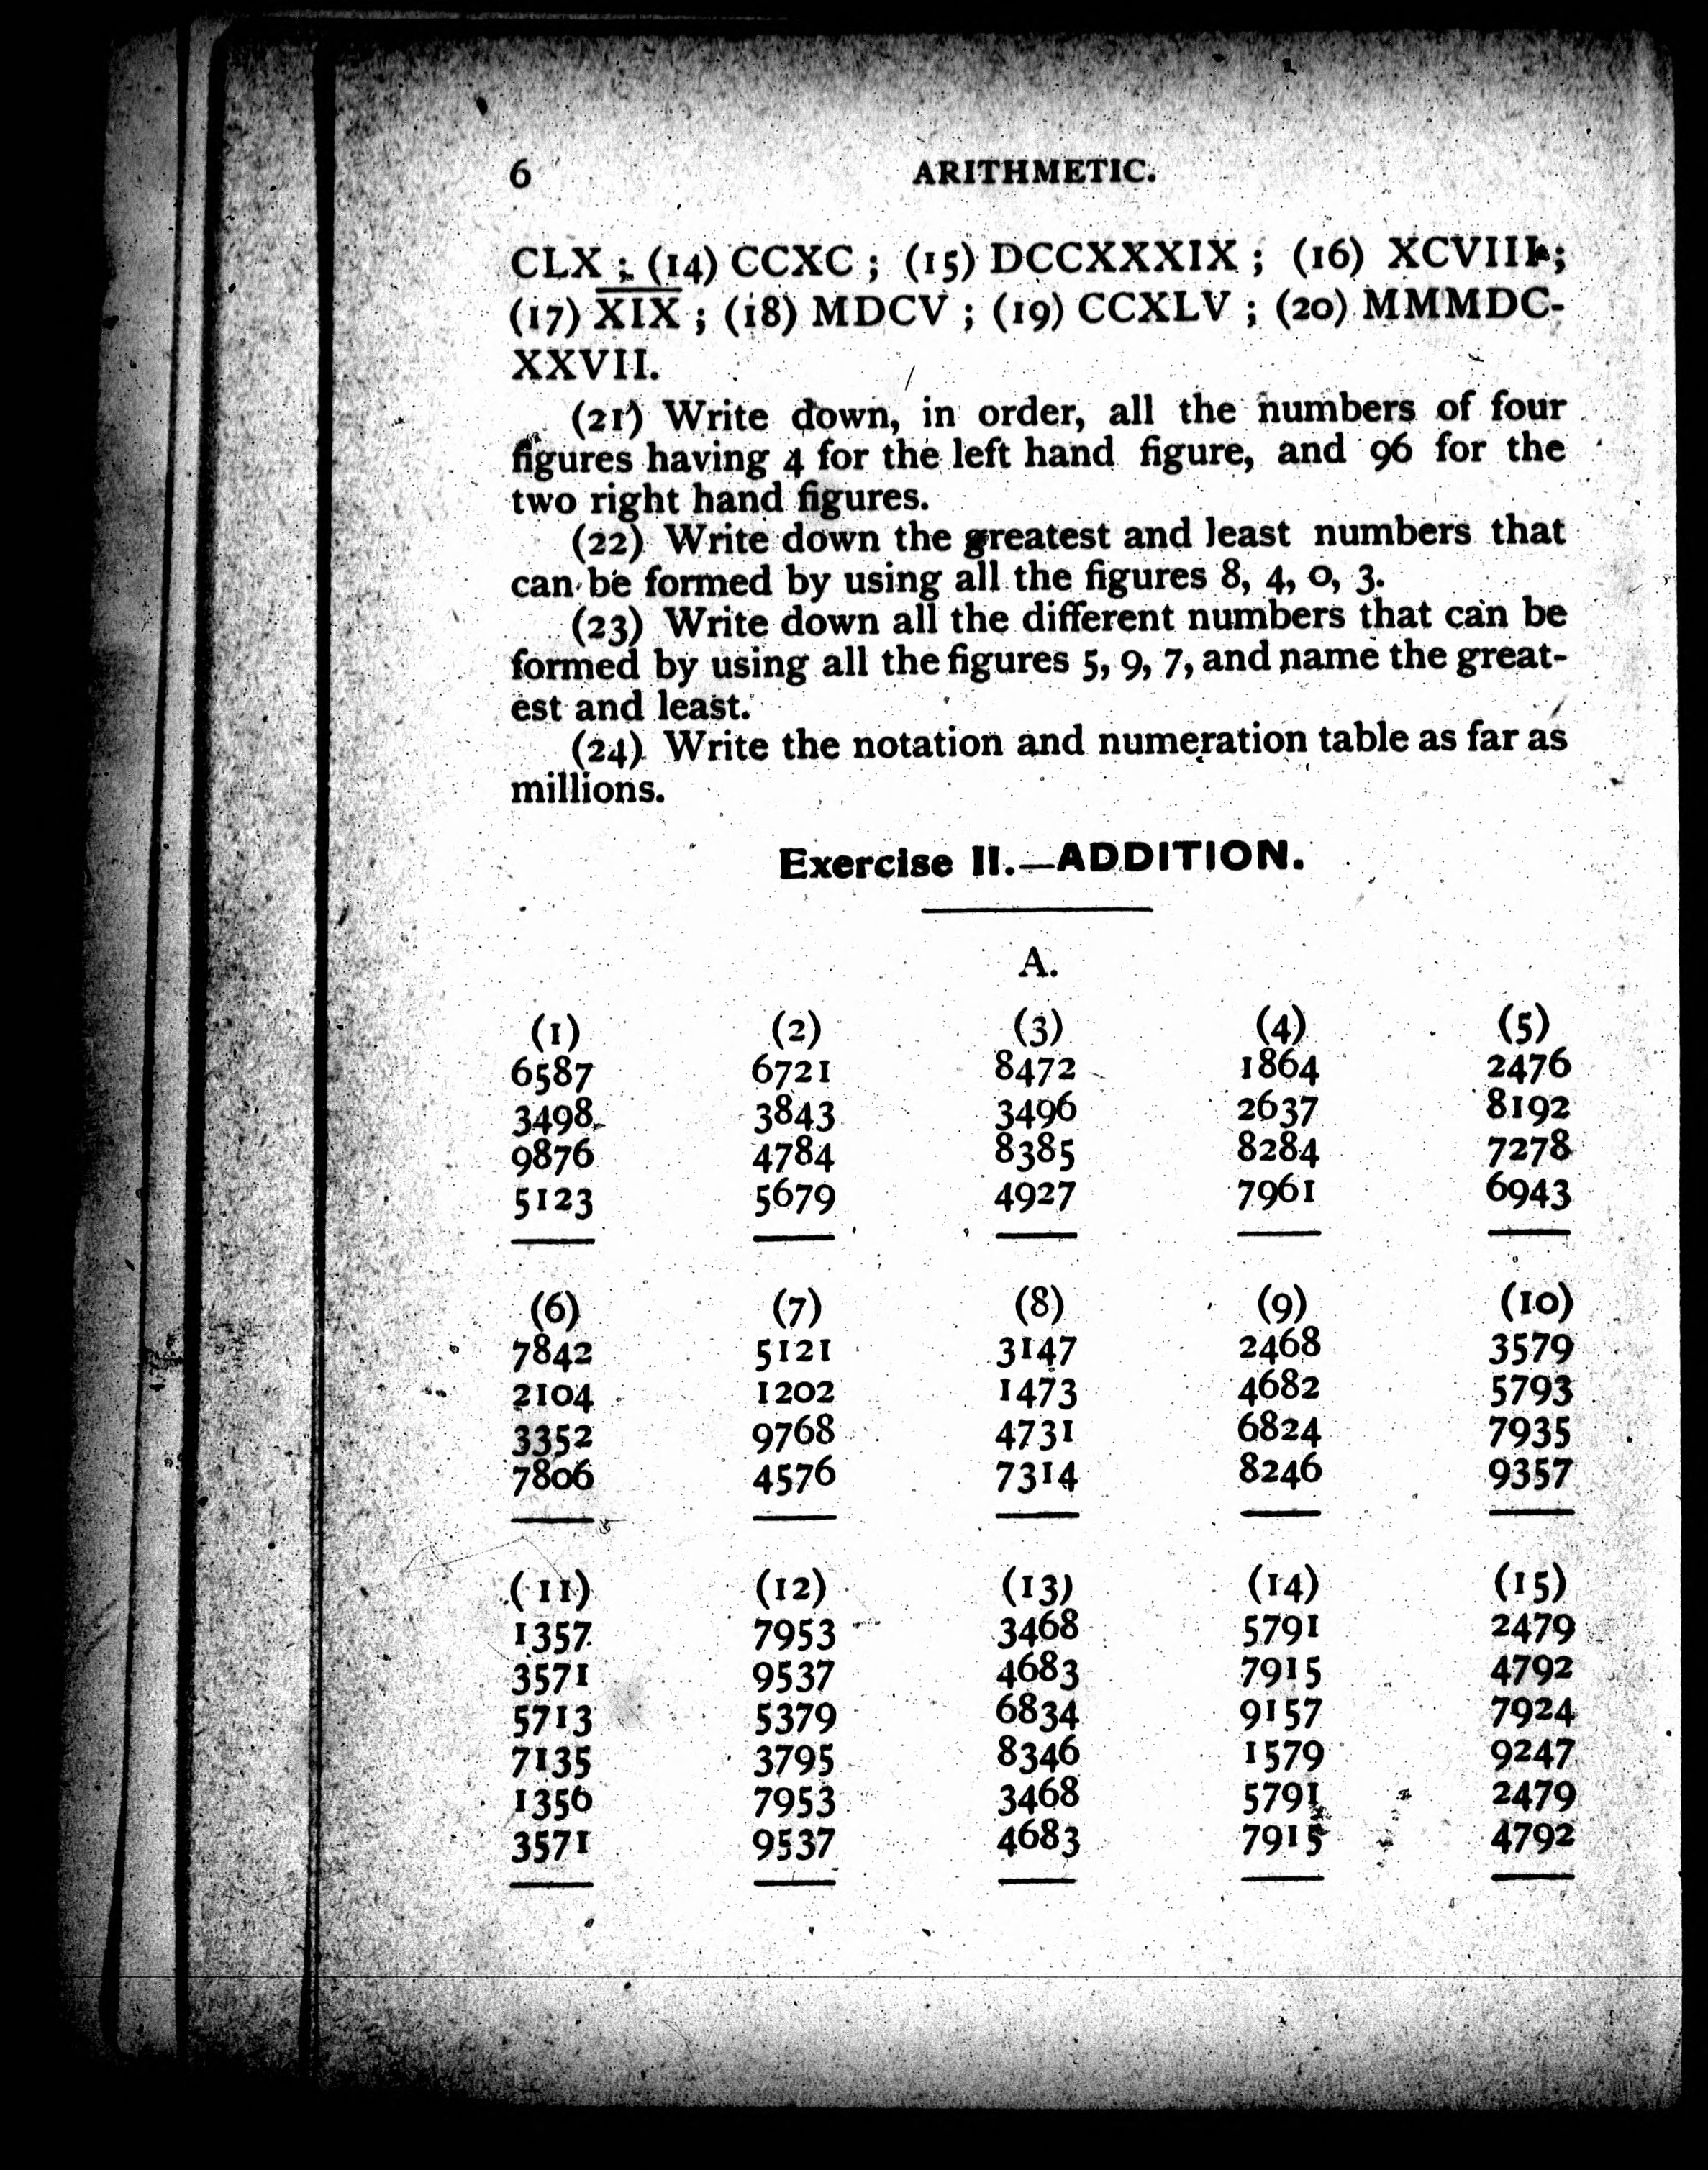 6 ARITHMETIC.
CLX ; (14) CCXC ; (15) DCCXXXIX ; (16) XCVIII ;
(17) X̅I̅X̅ ; (18) MDCV ; (19) CCXLV ; (20) MMMDC-
XXVII.
(21) Write down, in order, all the numbers of four
figures having 4 for the left hand figure, and 96 for the
two right hand figures.
(22) Write down the greatest and least numbers that
can be formed by using all the figures 8, 4, 0, 3.
(23) Write down all the different numbers that can be
formed by using all the figures 5, 9, 7, and name the great-
est and least.
(24) Write the notation and numeration table as far as
millions.
Exercise II.—ADDITION.
A.
(1) (2) (3) (4) (5)
6587 6721 8472 1864 2476
3498 3843 3496 2637 8192
9876 4784 8385 8284 7278
5123 5679 4927 7961 6943
(6) (7) (8) (9) (10)
7842 5121 3147 2468 3579
2104 1202 1473 4682 5793
3352 9768 4731 6824 7935
7806 4576 7314 8246 9357
(11) (12) (13) (14) (15)
1357 7953 3468 5791 2479
3571 9537 4683 7915 4792
5713 5379 6834 9157 7924
7135 3795 8346 1579 9247
1356 7953 3468 5791 2479
3571 9537 4683 7915 4792